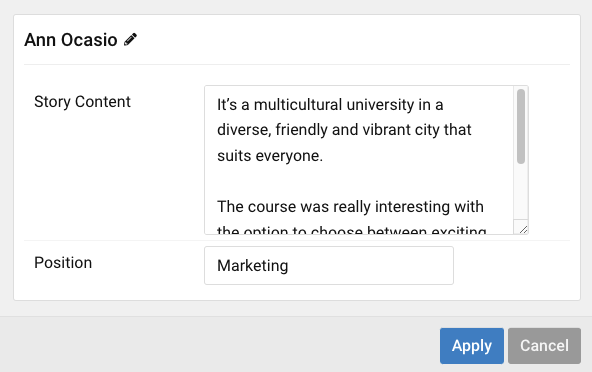 Ann Ocasio
Story Content
It’s a multicultural university in a
diverse, friendly and vibrant city that
suits everyone.
The course was really interesting with
the option to choose between exciting
Position
Marketing
Apply
Cancel